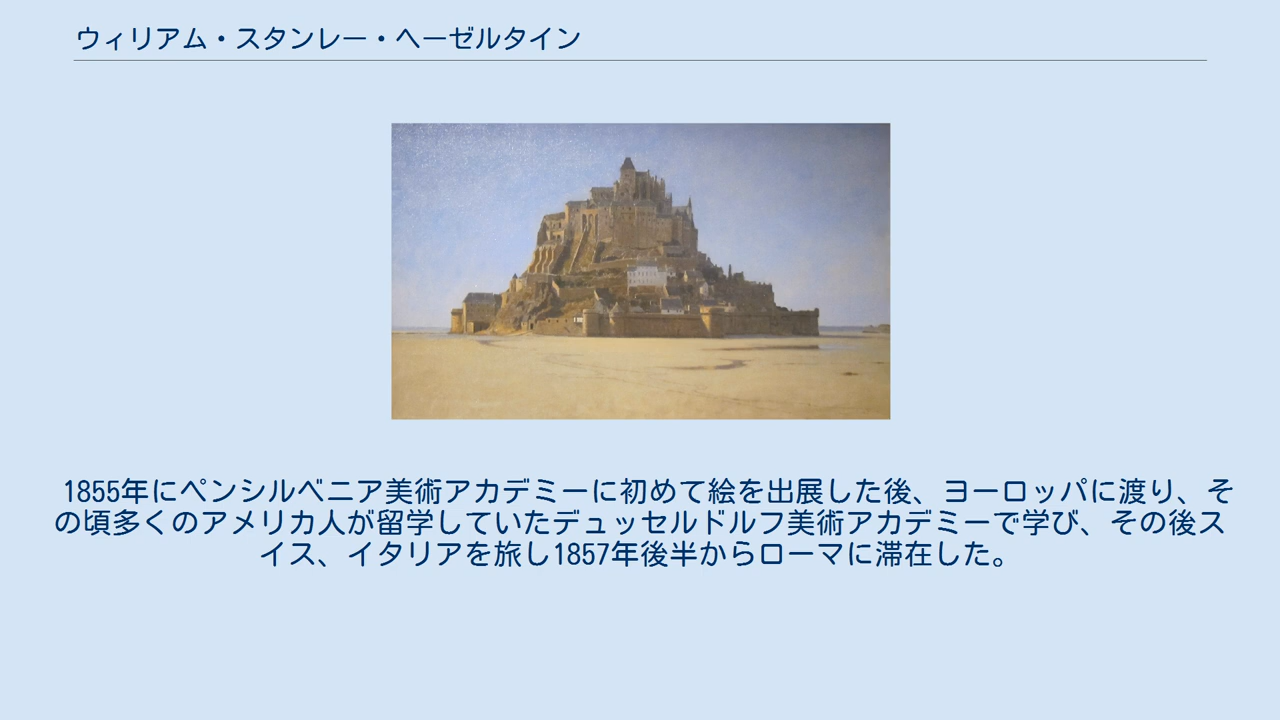 ウィリアム・スタンレー・ヘーゼルタイン
1855年にペンシルベニア美術アカデミーに初めて絵を出展した後、ヨーロッパに渡り、そ
の頃多くのアメリカ人が留学していたデュッセルドルフ美術アカデミーで学び、その後ス
イス、イタリアを旅し1857年後半からローマに滞在した。